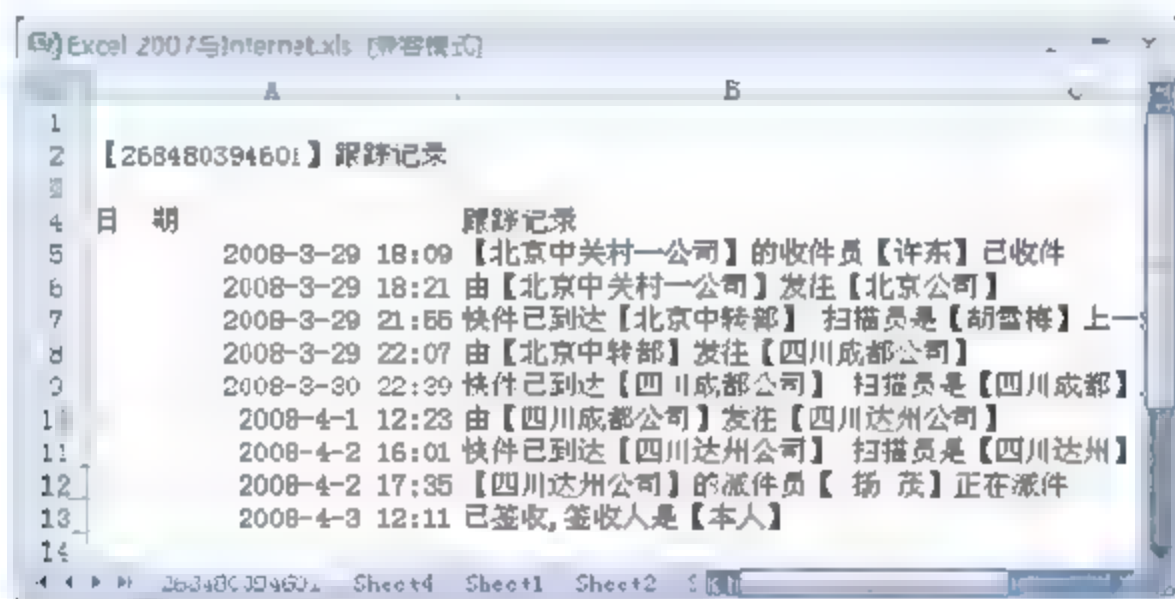 Excel 2007与Internet.xls [兼容模式]
A B C
1
2 【268480394601】跟踪记录
3
4 日 期 跟踪记录
5 2008-3-29 18:09 【北京中关村一公司】的收件员【许东】已收件
6 2008-3-29 18:21 由【北京中关村一公司】发往【北京公司】
7 2008-3-29 21:55 快件已到达【北京中转部】 扫描员是【胡雪梅】上一
8 2008-3-29 22:07 由【北京中转部】发往【四川成都公司】
9 2008-3-30 22:39 快件已到达【四川成都公司】 扫描员是【四川成都】
10 2008-4-1 12:23 由【四川成都公司】发往【四川达州公司】
11 2008-4-2 16:01 快件已到达【四川达州公司】 扫描员是【四川达州】
12 2008-4-2 17:35 【四川达州公司】的派件员【 杨 茂】正在派件
13 2008-4-3 12:11 已签收,签收人是【本人】
14
268480394601 Sheet4 Sheet1 Sheet2